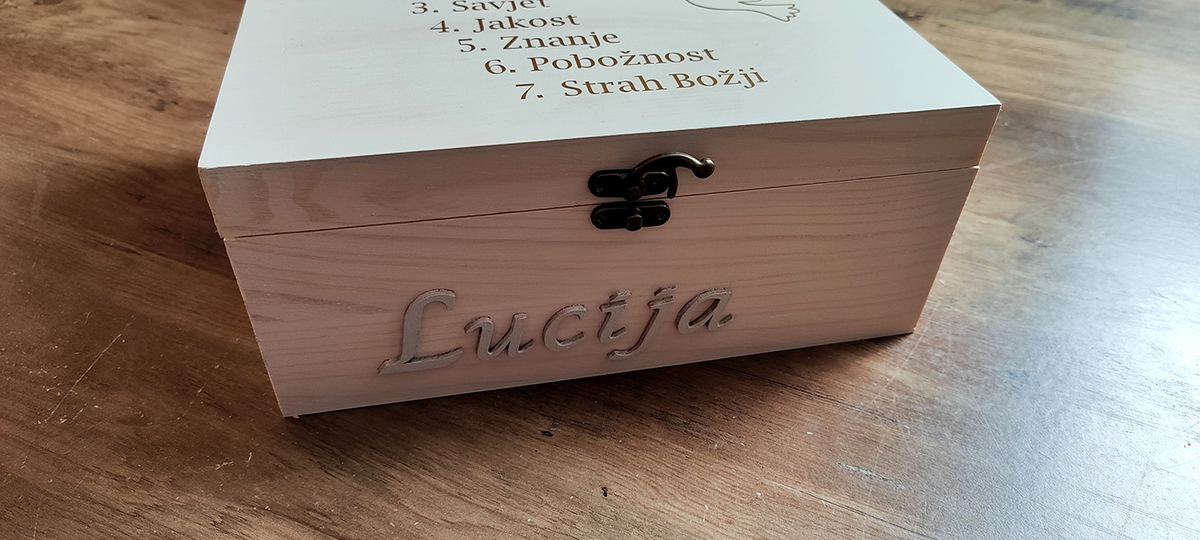 3. Savjet
4. Jakost
5. Znanje
6. Pobožnost
7. Strah Božji
Lucija